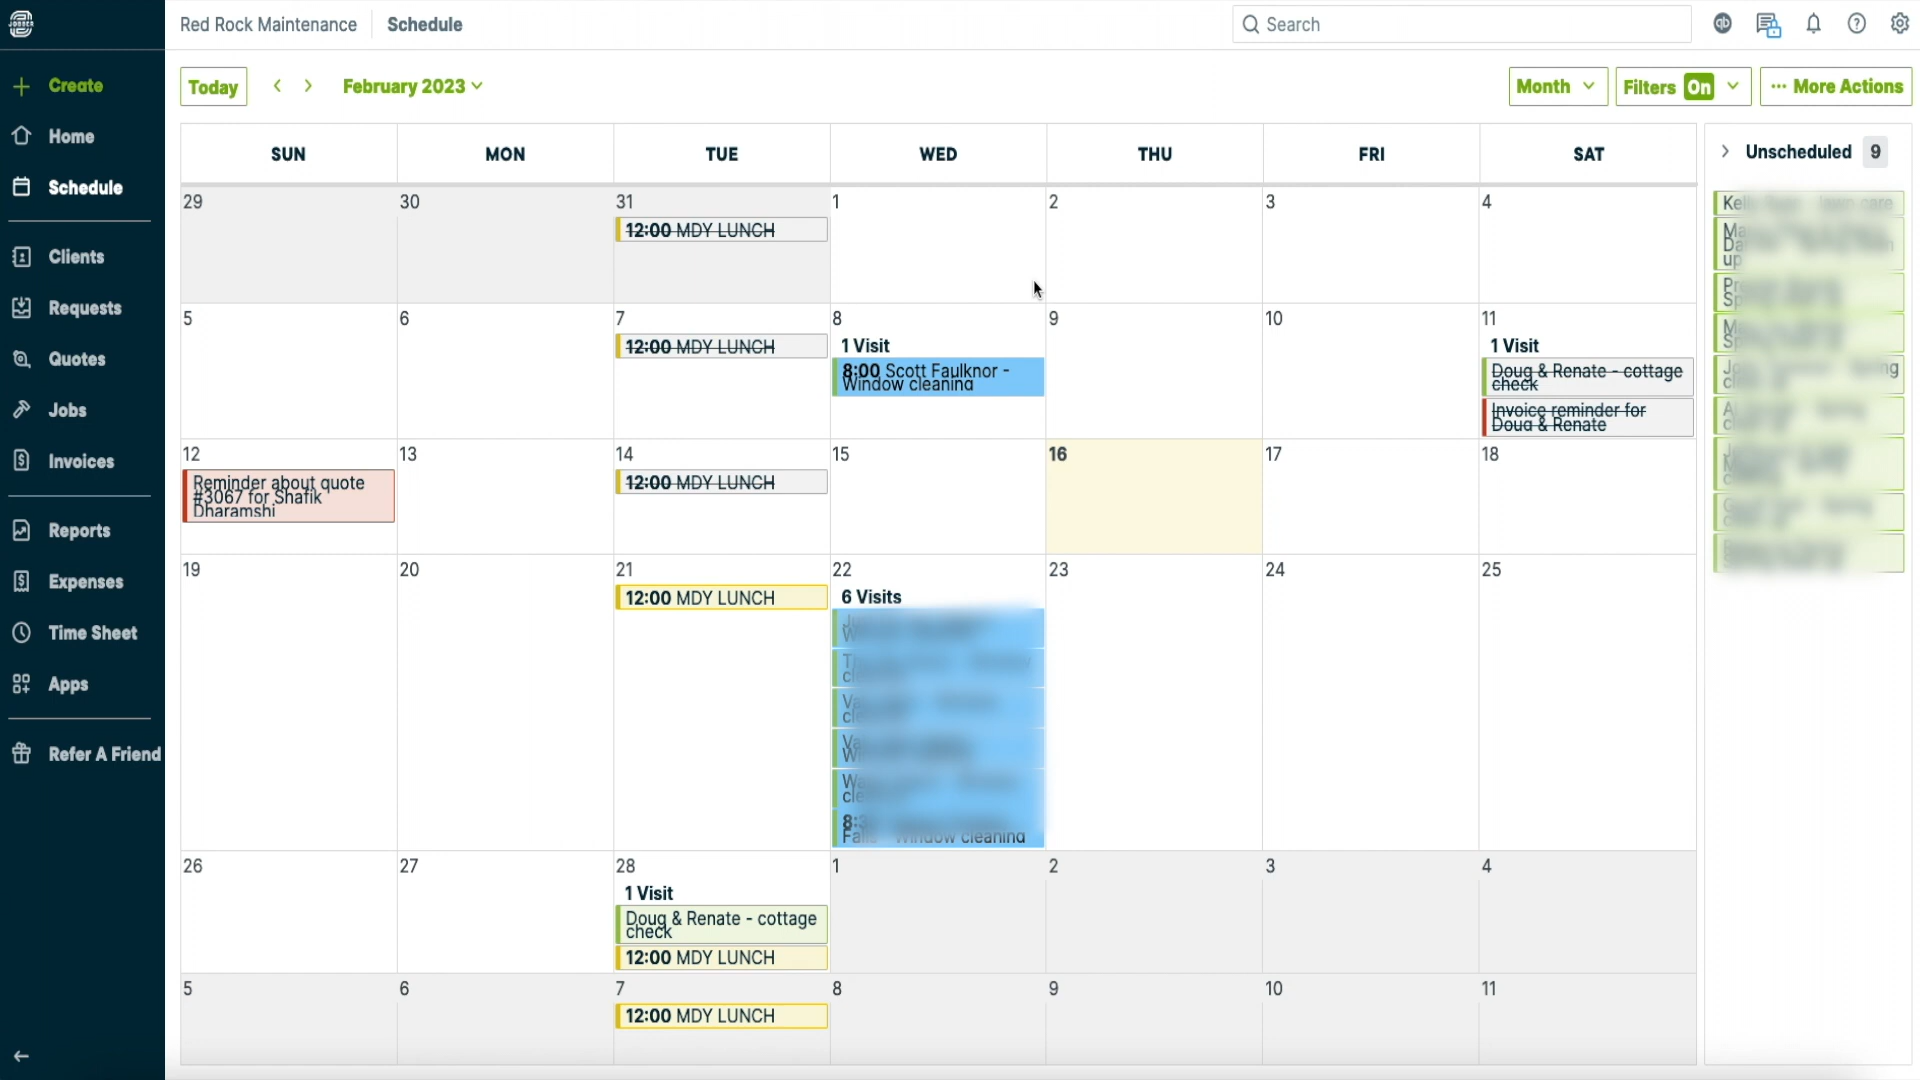 JOBBER
Red Rock Maintenance
Schedule
Search
Create
Home
Schedule
Clients
Requests
Quotes
Jobs
Invoices
Reports
Expenses
Time Sheet
Apps
Refer A Friend
Today
February 2023
Month
Filters On
··· More Actions
SUN MON TUE WED THU FRI SAT
29 30 31 1 2 3 4
12:00 MDY LUNCH
5 6 7 8 9 10 11
12:00 MDY LUNCH
1 Visit
8:00 Scott Faulknor -
Window cleaning
1 Visit
Doug & Renate - cottage
check
Invoice reminder for
Doug & Renate
12 13 14 15 16 17 18
Reminder about quote
#3067 for Shafik
Dharamshi
12:00 MDY LUNCH
19 20 21 22 23 24 25
12:00 MDY LUNCH
6 Visits
Window cleaning
26 27 28 1 2 3 4
1 Visit
Doug & Renate - cottage
check
12:00 MDY LUNCH
5 6 7 8 9 10 11
12:00 MDY LUNCH
Unscheduled 9
lawn care
up